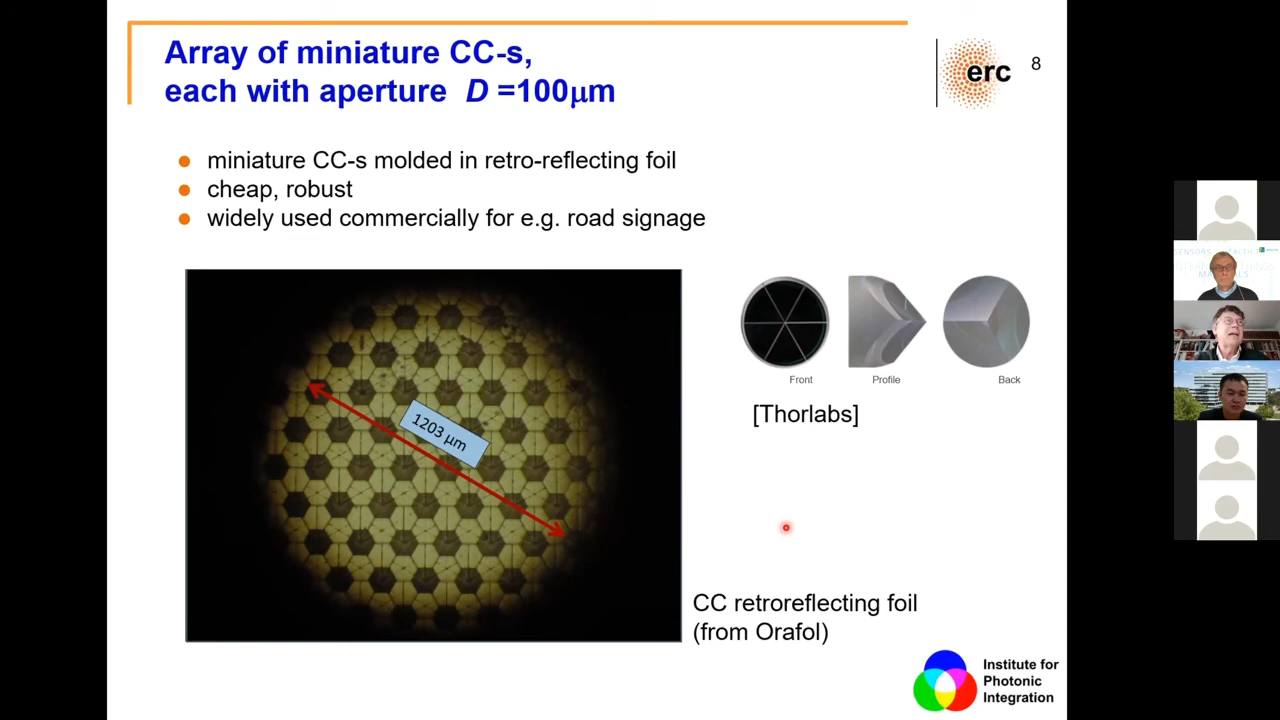 Array of miniature CC-s,
each with aperture D =100μm
erc
8
miniature CC-s molded in retro-reflecting foil
cheap, robust
widely used commercially for e.g. road signage
1203 μm
Front
Profile
Back
[Thorlabs]
CC retroreflecting foil
(from Orafol)
Institute for
Photonic
Integration